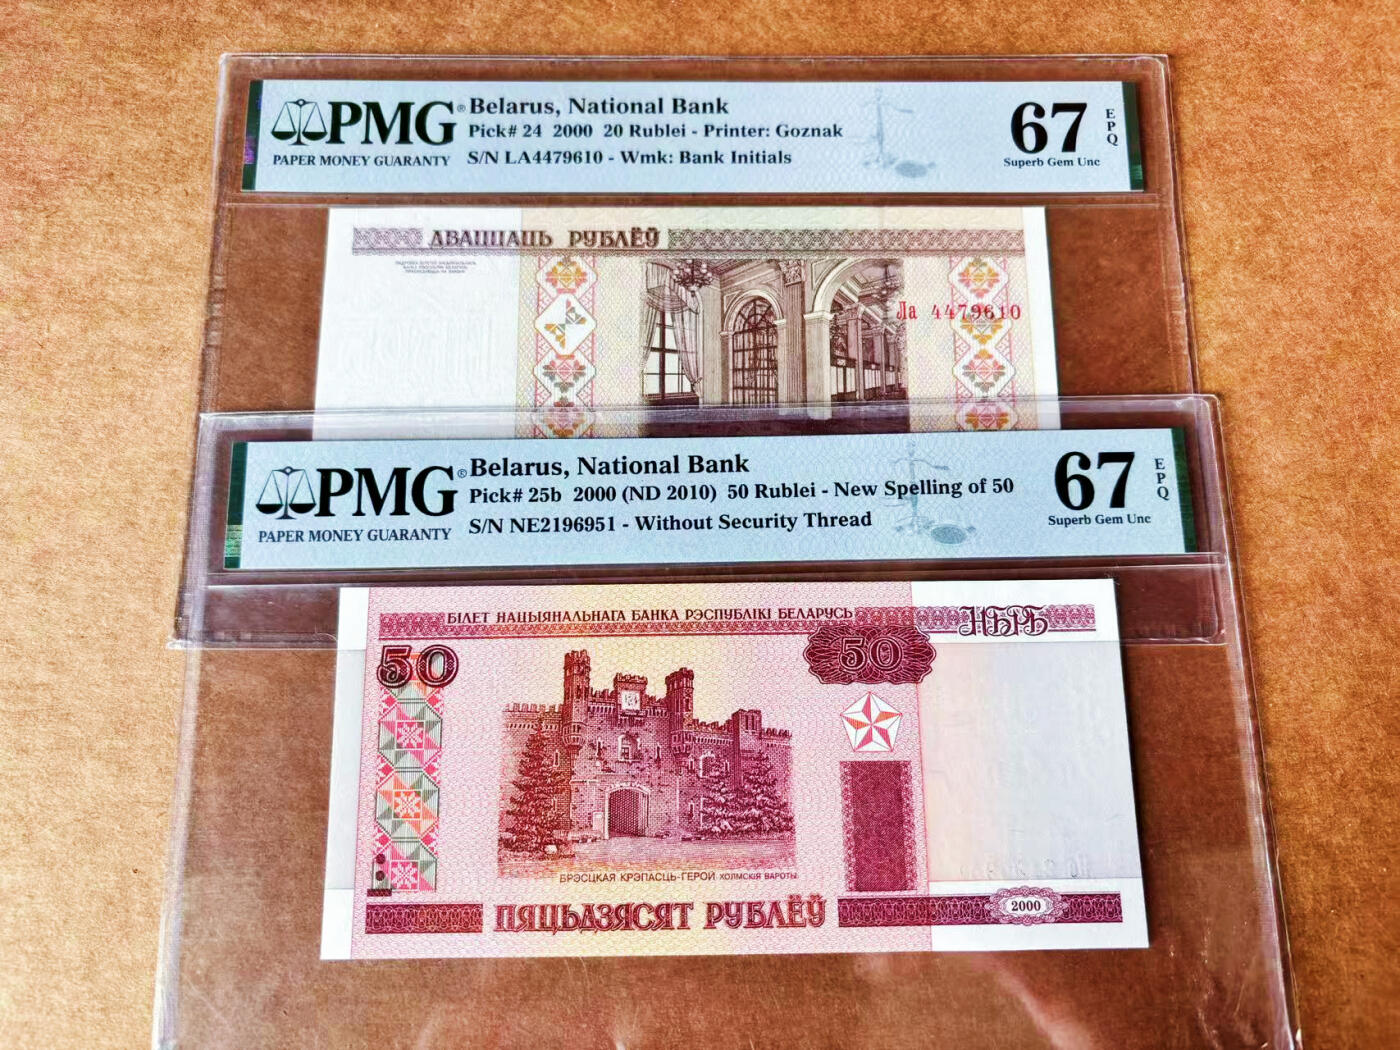 PMG®
PAPER MONEY GUARANTY
Belarus, National Bank
Pick# 24 2000 20 Rublei - Printer: Goznak
S/N LA4479610 - Wmk: Bank Initials
67
EPQ
Superb Gem Unc
ДВАЦЦАЦЬ РУБЛЁЎ
Ла 4479610
PMG®
PAPER MONEY GUARANTY
Belarus, National Bank
Pick# 25b 2000 (ND 2010) 50 Rublei - New Spelling of 50
S/N NE2196951 - Without Security Thread
67
EPQ
Superb Gem Unc
БІЛЕТ НАЦЫЯНАЛЬНАГА БАНКА РЭСПУБЛІКІ БЕЛАРУСЬ
НБРБ
50
50
БРЭСЦКАЯ КРЭПАСЦЬ-ГЕРОЙ ХОЛМСКІЯ ВАРОТЫ
ПЯЦЬДЗЯСЯТ РУБЛЁЎ
2000